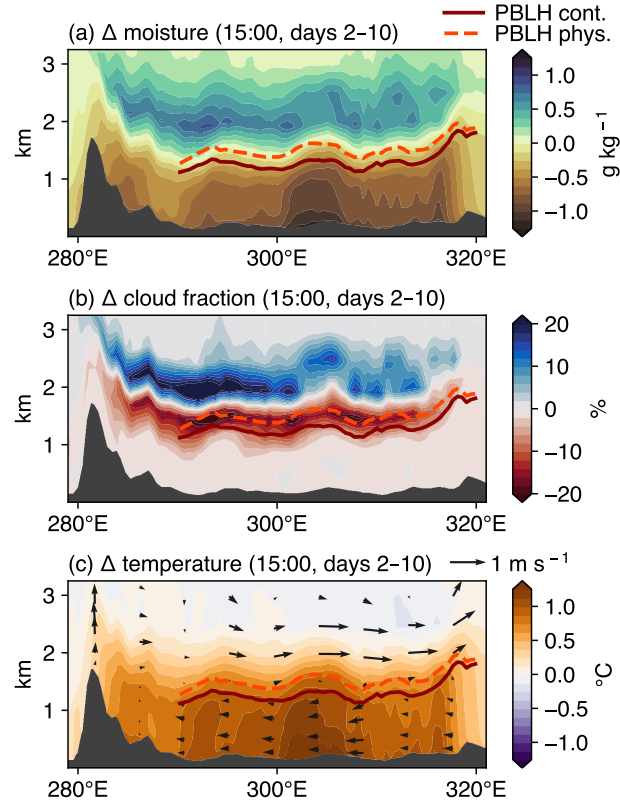 PBLH cont.
(a) Δ moisture (15:00, days 2–10)
PBLH phys.
3
2
1
km
280°E
300°E
320°E
1.0
0.5
0.0
−0.5
−1.0
g kg⁻¹
(b) Δ cloud fraction (15:00, days 2–10)
3
2
1
km
280°E
300°E
320°E
20
10
0
−10
−20
%
(c) Δ temperature (15:00, days 2–10)
1 m s⁻¹
3
2
1
km
280°E
300°E
320°E
1.0
0.5
0.0
−0.5
−1.0
°C